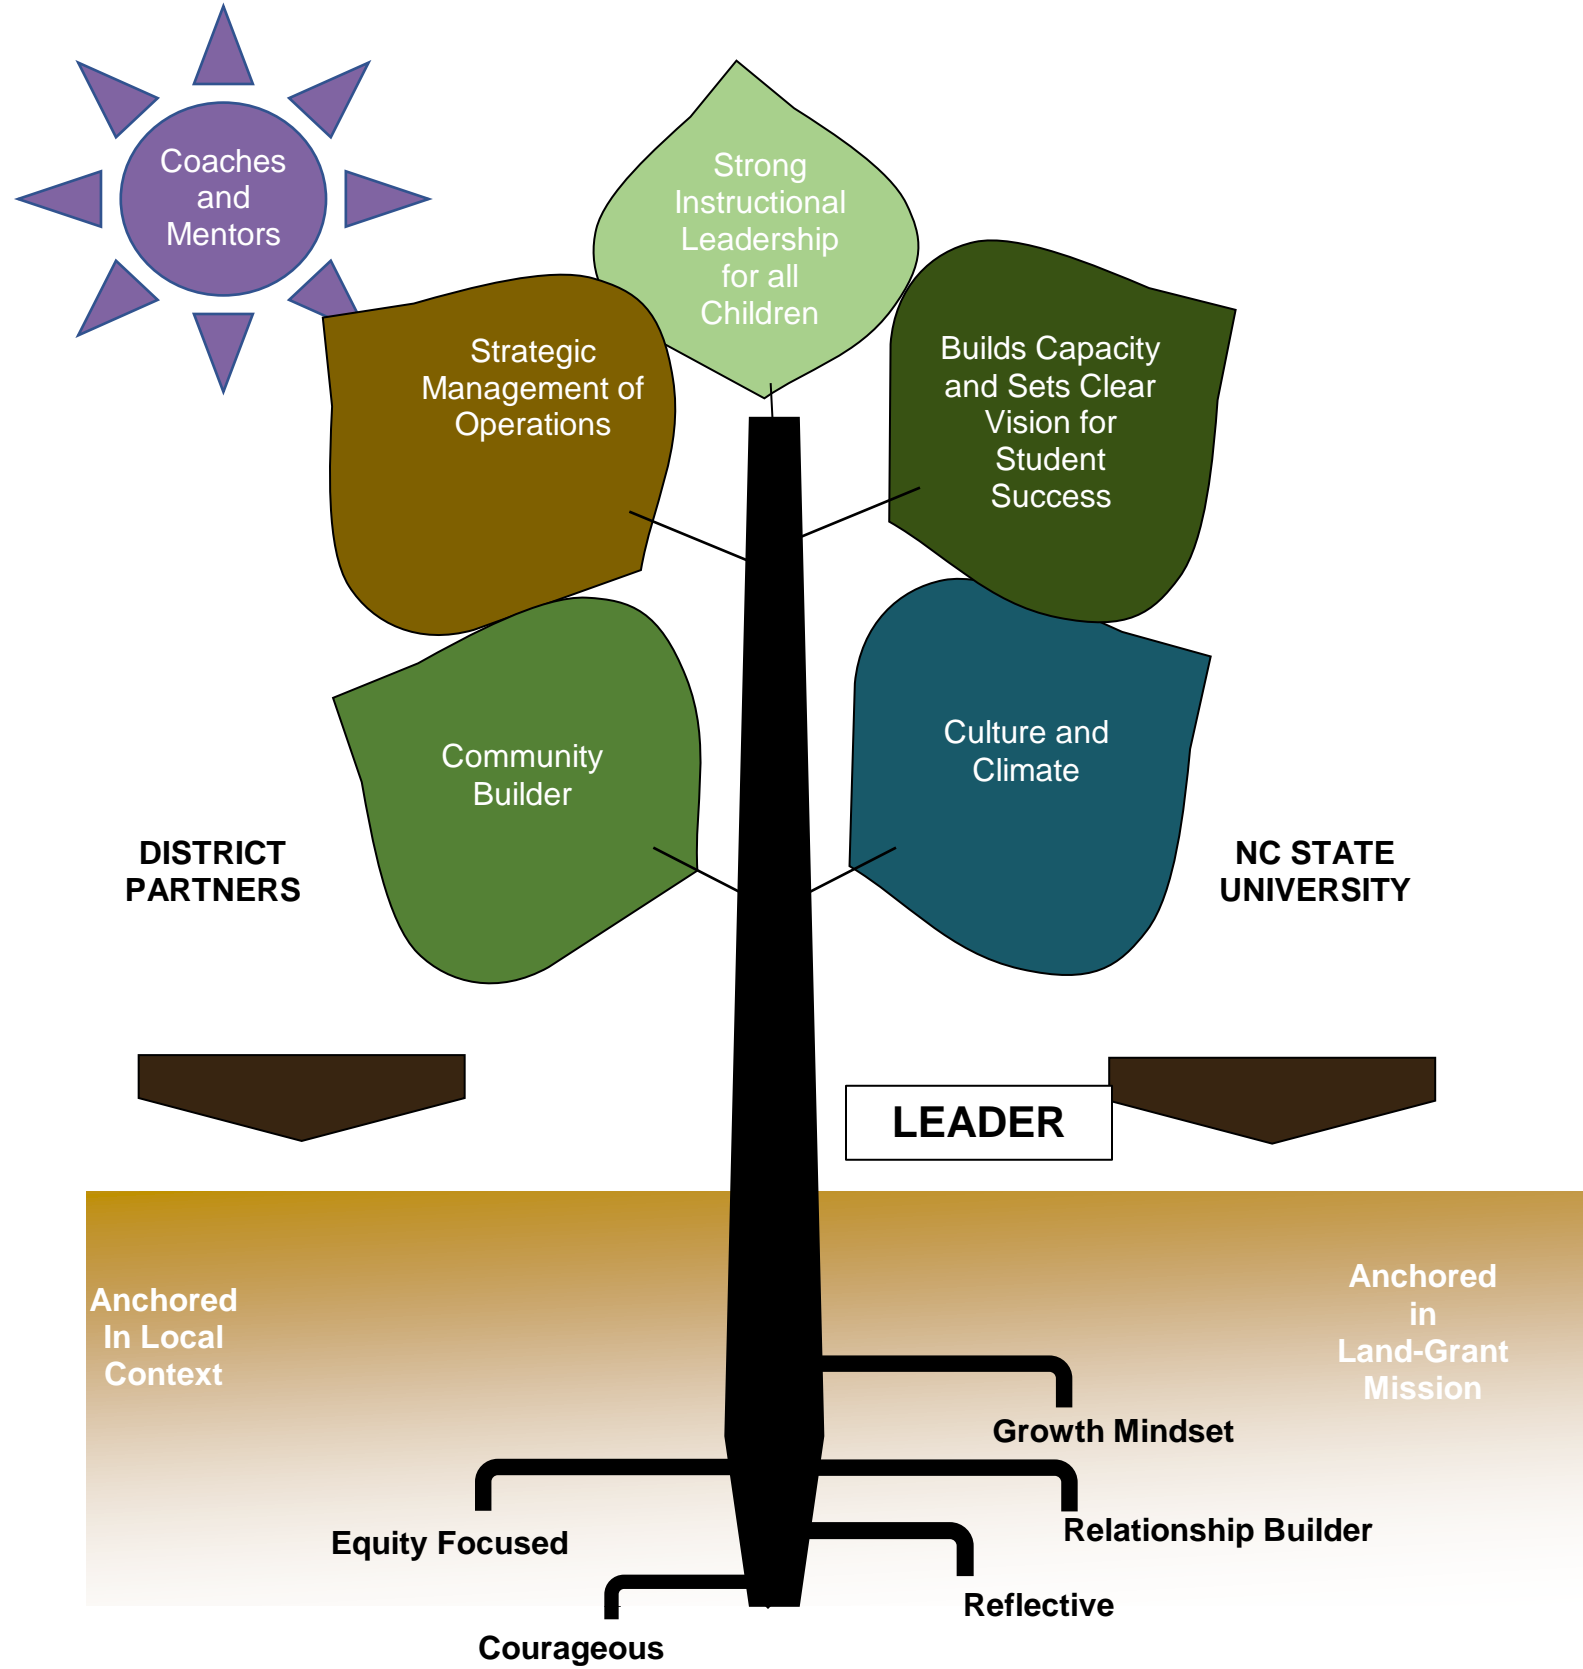 Coaches
and
Mentors
Strong
Instructional
Leadership
for all
Children
Strategic
Management of
Operations
Builds Capacity
and Sets Clear
Vision for
Student
Success
Community
Builder
Culture and
Climate
DISTRICT
PARTNERS
NC STATE
UNIVERSITY
LEADER
Anchored
In Local
Context
Anchored
in
Land-Grant
Mission
Growth Mindset
Equity Focused
Relationship Builder
Reflective
Courageous